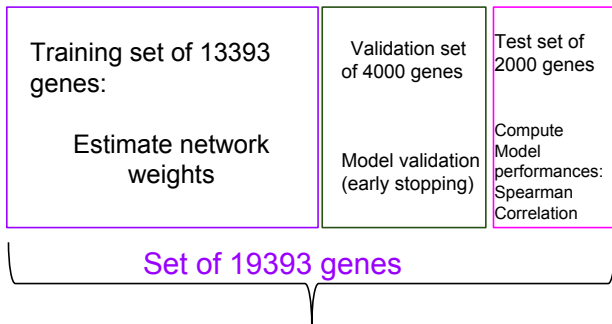 Training set of 13393
genes:
Estimate network
weights
Validation set
of 4000 genes
Model validation
(early stopping)
Test set of
2000 genes
Compute
Model
performances:
Spearman
Correlation
Set of 19393 genes